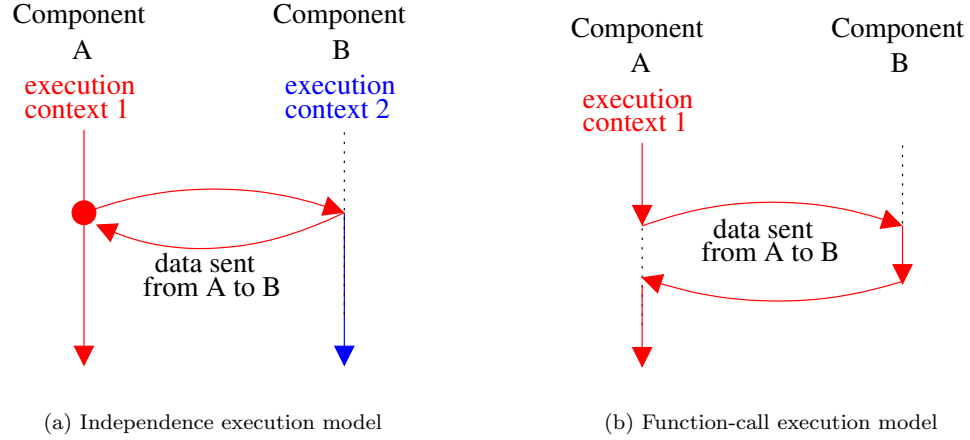 Component
A
execution
context 1
Component
B
execution
context 2
data sent
from A to B
(a) Independence execution model
Component
A
execution
context 1
Component
B
data sent
from A to B
(b) Function-call execution model